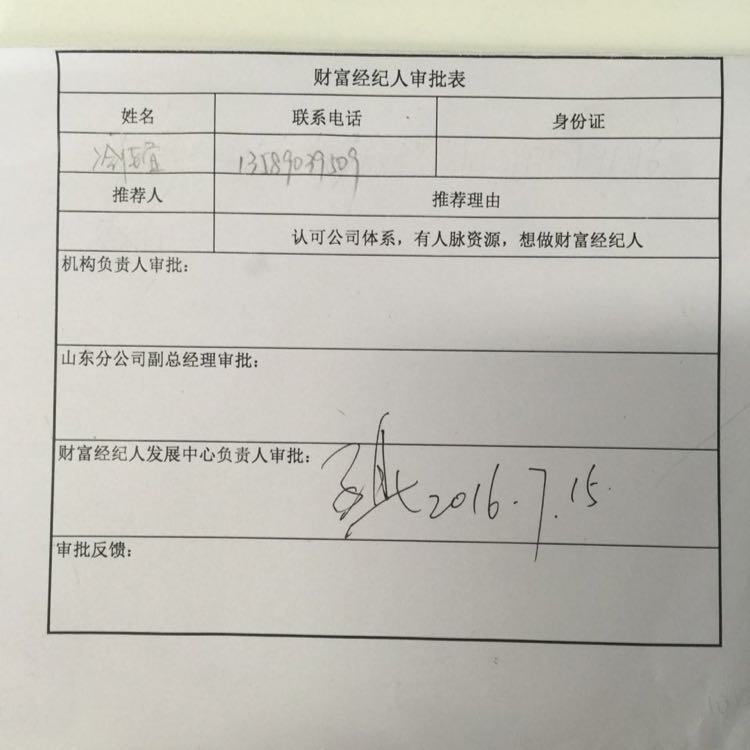 财富经纪人审批表
姓名 联系电话 身份证
13589039509
推荐人 推荐理由
认可公司体系，有人脉资源，想做财富经纪人
机构负责人审批：
山东分公司副总经理审批：
财富经纪人发展中心负责人审批：
2016.7.15
审批反馈：